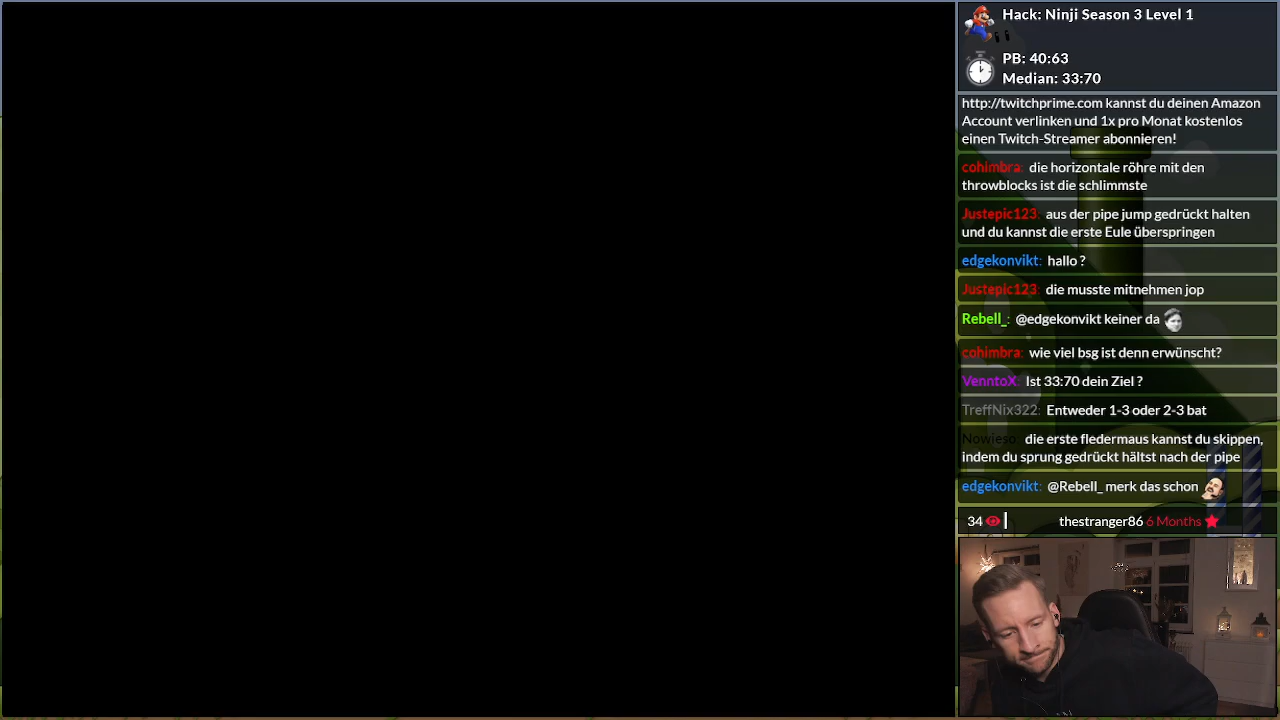 Hack: Ninji Season 3 Level 1
PB: 40:63
Median: 33:70
http://twitchprime.com kannst du deinen Amazon
Account verlinken und 1x pro Monat kostenlos
einen Twitch-Streamer abonnieren!
cohimbra: die horizontale röhre mit den
throwblocks ist die schlimmste
Justepic123: aus der pipe jump gedrückt halten
und du kannst die erste Eule überspringen
edgekonvikt: hallo ?
Justepic123: die musste mitnehmen jop
Rebell_: @edgekonvikt keiner da
cohimbra: wie viel bsg ist denn erwünscht?
VenntoX: Ist 33:70 dein Ziel ?
TreffNix322: Entweder 1-3 oder 2-3 bat
Nowieso: die erste fledermaus kannst du skippen,
indem du sprung gedrückt hältst nach der pipe
edgekonvikt: @Rebell_ merk das schon
34 thestranger86 6 Months